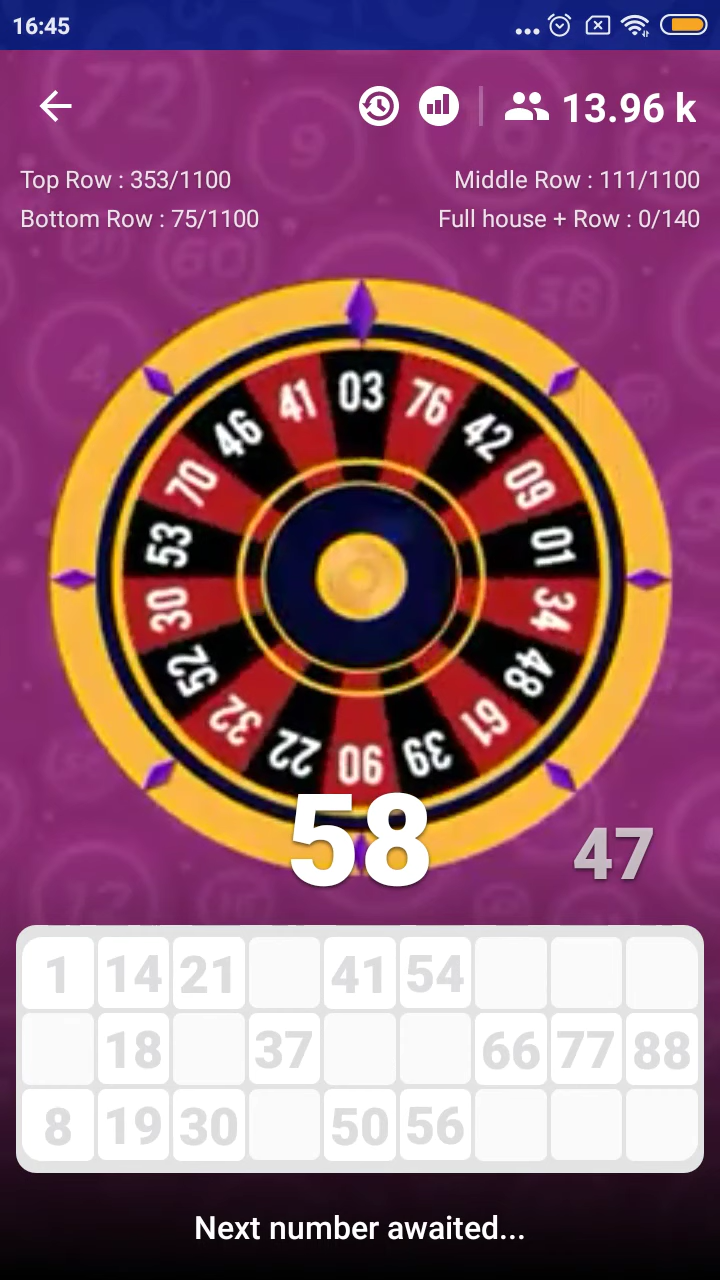 16:45
13.96 k
Top Row : 353/1100
Middle Row : 111/1100
Bottom Row : 75/1100
Full house + Row : 0/140
03
76
42
09
01
34
48
61
39
90
22
32
52
30
53
70
46
41
58
47
1 14 21 41 54
18 37 66 77 88
8 19 30 50 56
Next number awaited...